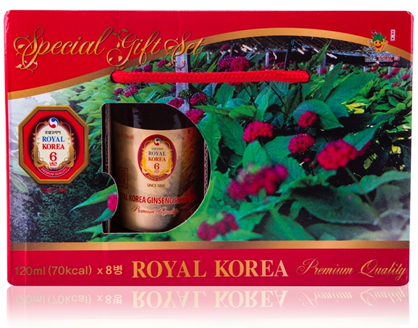 Special Gift Set
ROYAL
KOREA
6
ROYAL
KOREA
6
SINCE
KOREA GINSENG
Premium Quality
120ml (70kcal) x 8병
ROYAL KOREA
Premium Quality